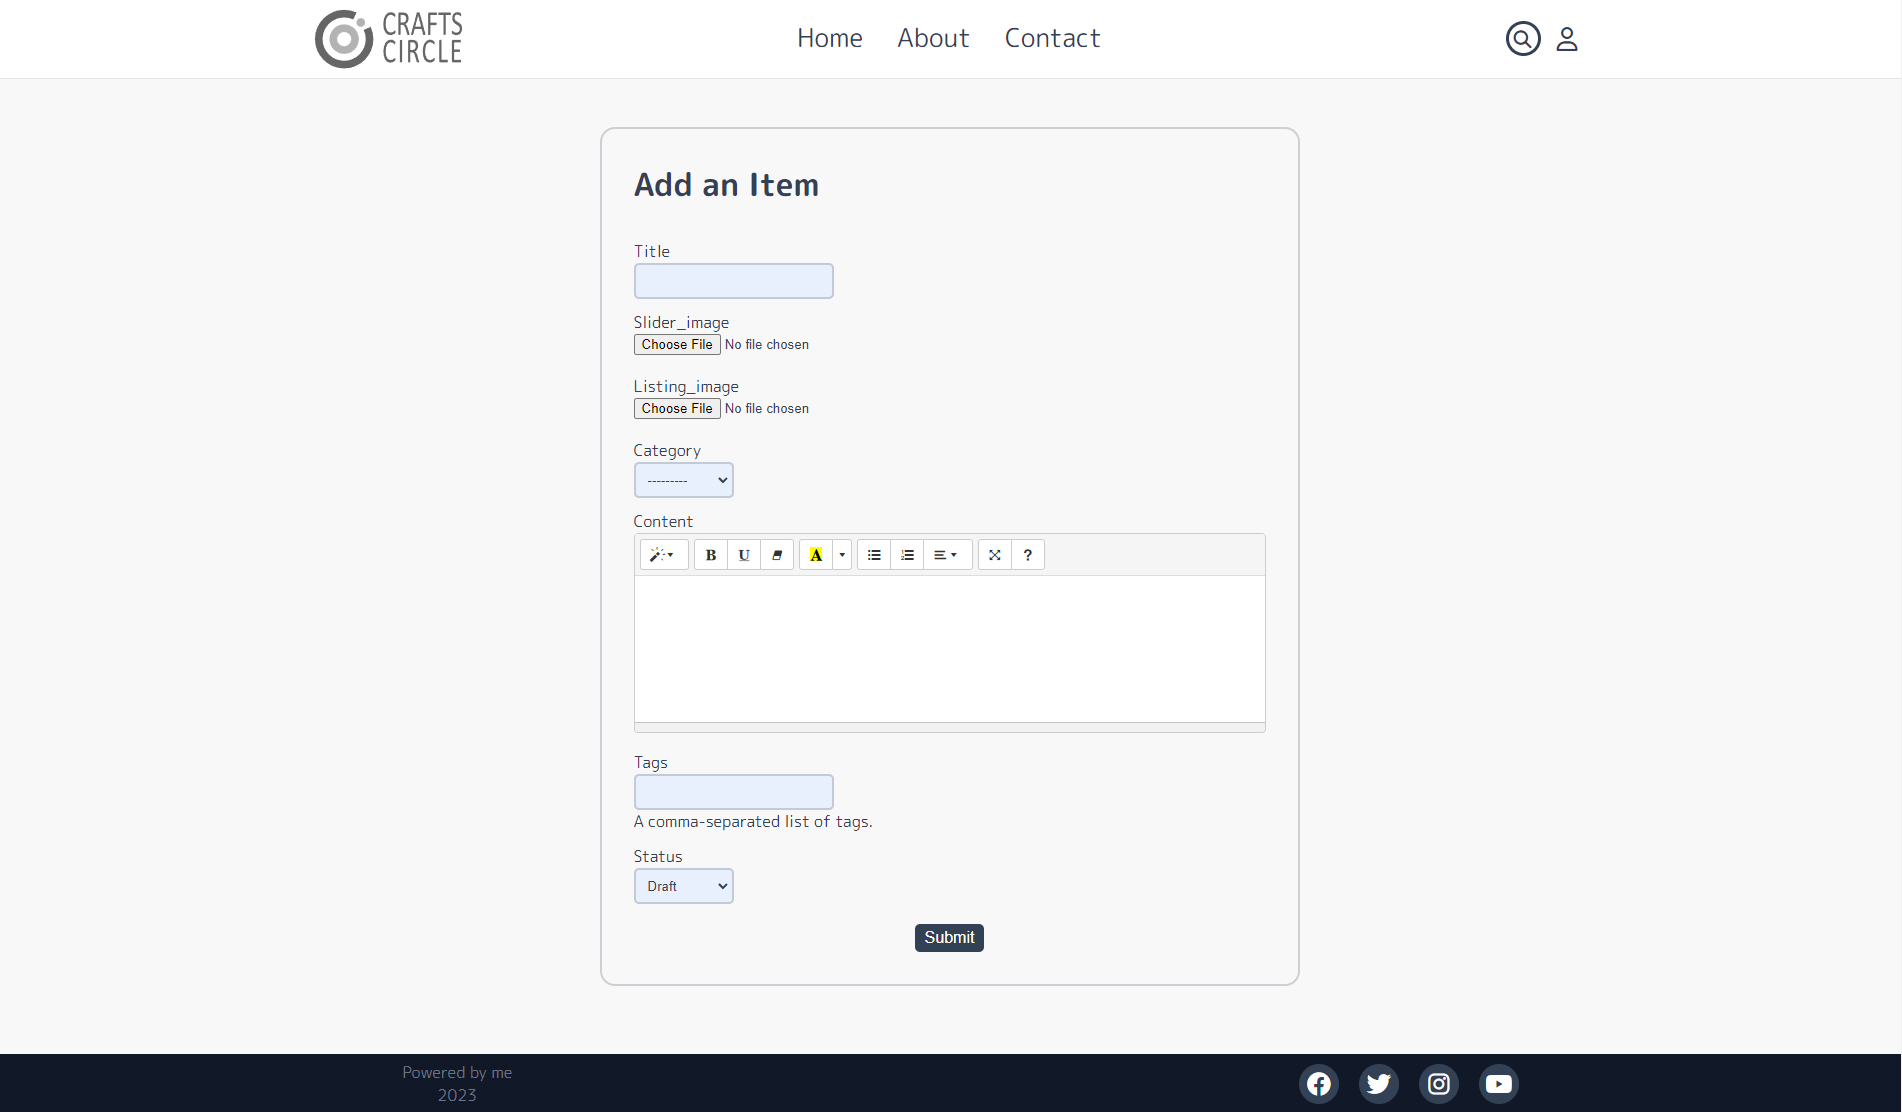 CRAFTS
CIRCLE
Home About Contact
Add an Item
Title
Slider_image
Choose File No file chosen
Listing_image
Choose File No file chosen
Category
---------
Content
B U A ?
Tags
A comma-separated list of tags.
Status
Draft
Submit
Powered by me
2023